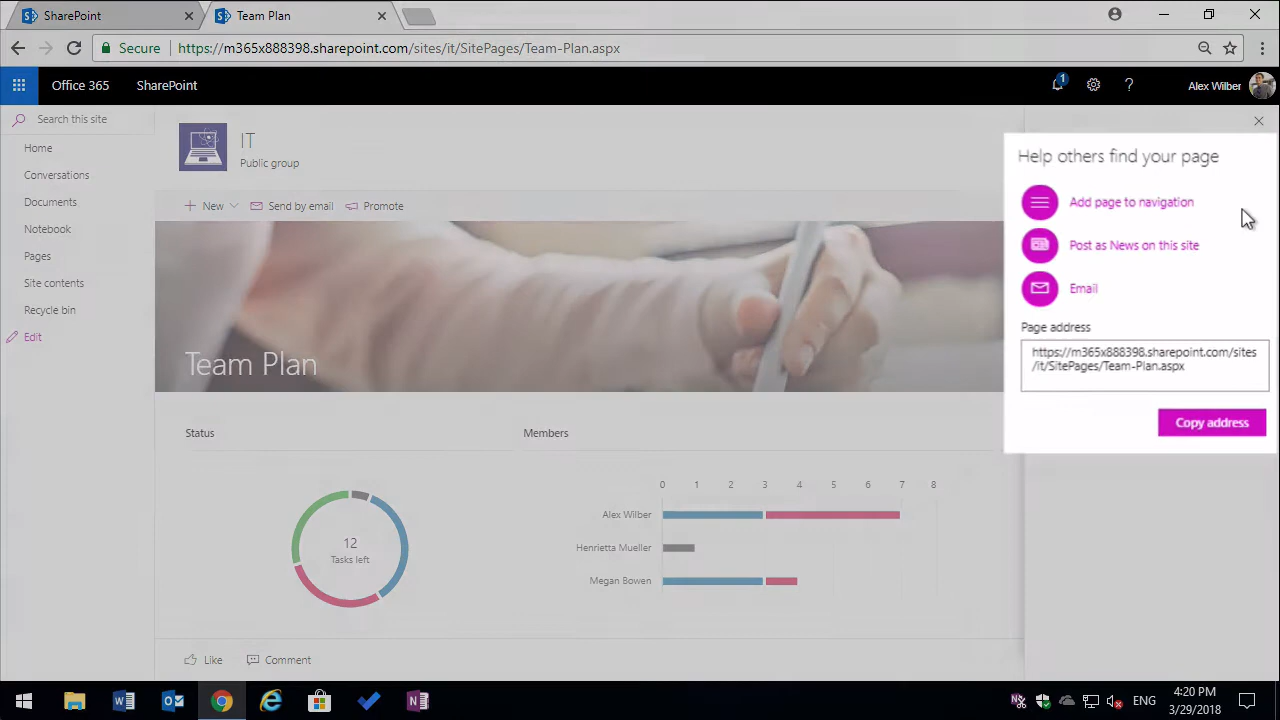 SharePoint
Team Plan
Secure
https://m365x888398.sharepoint.com/sites/it/SitePages/Team-Plan.aspx
Office 365
SharePoint
1
Alex Wilber
Search this site
Home
Conversations
Documents
Notebook
Pages
Site contents
Recycle bin
Edit
IT
Public group
New
Send by email
Promote
Team Plan
Status
12
Tasks left
Members
0 1 2 3 4 5 6 7 8
Alex Wilber
Henrietta Mueller
Megan Bowen
Like
Comment
Help others find your page
Add page to navigation
Post as News on this site
Email
Page address
https://m365x888398.sharepoint.com/sites
/it/SitePages/Team-Plan.aspx
Copy address
ENG
4:20 PM
3/29/2018